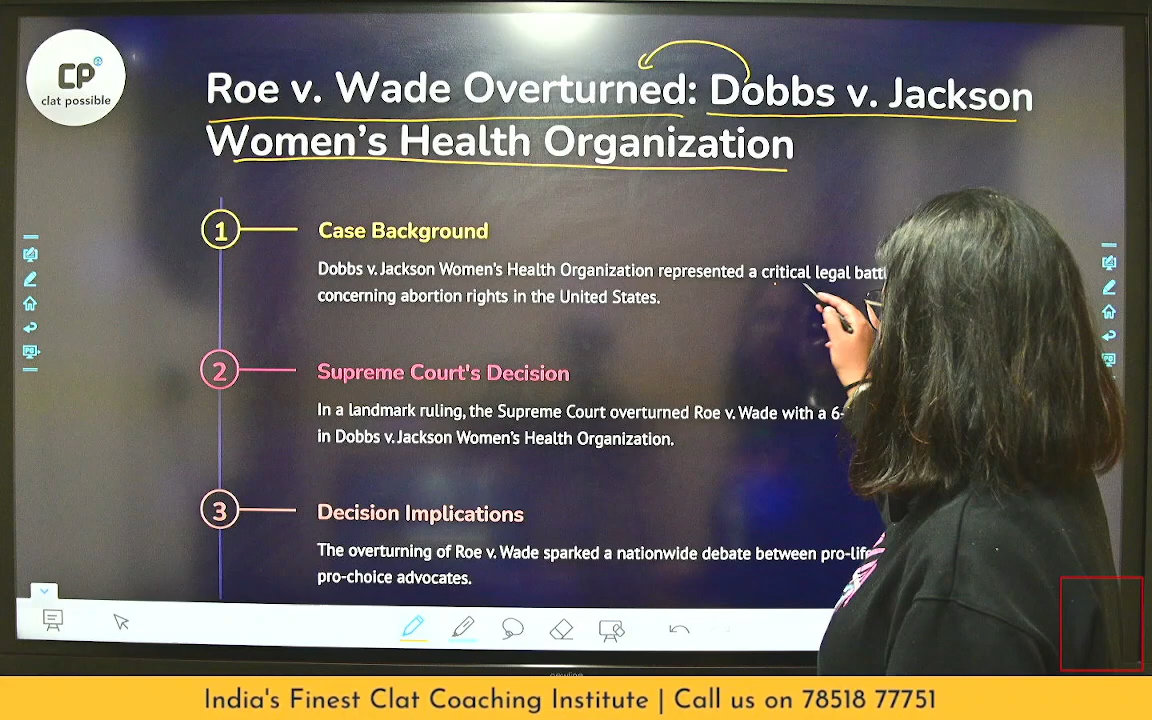 CP
clat possible
Roe v. Wade Overturned: Dobbs v. Jackson
Women's Health Organization
1
Case Background
Dobbs v. Jackson Women's Health Organization represented a critical legal
concerning abortion rights in the United States.
2
Supreme Court's Decision
In a landmark ruling, the Supreme Court overturned Roe v. Wade with a 6-
in Dobbs v. Jackson Women's Health Organization.
3
Decision Implications
The overturning of Roe v. Wade sparked a nationwide debate between
pro-choice advocates.
newline
India's Finest Clat Coaching Institute | Call us on 78518 77751